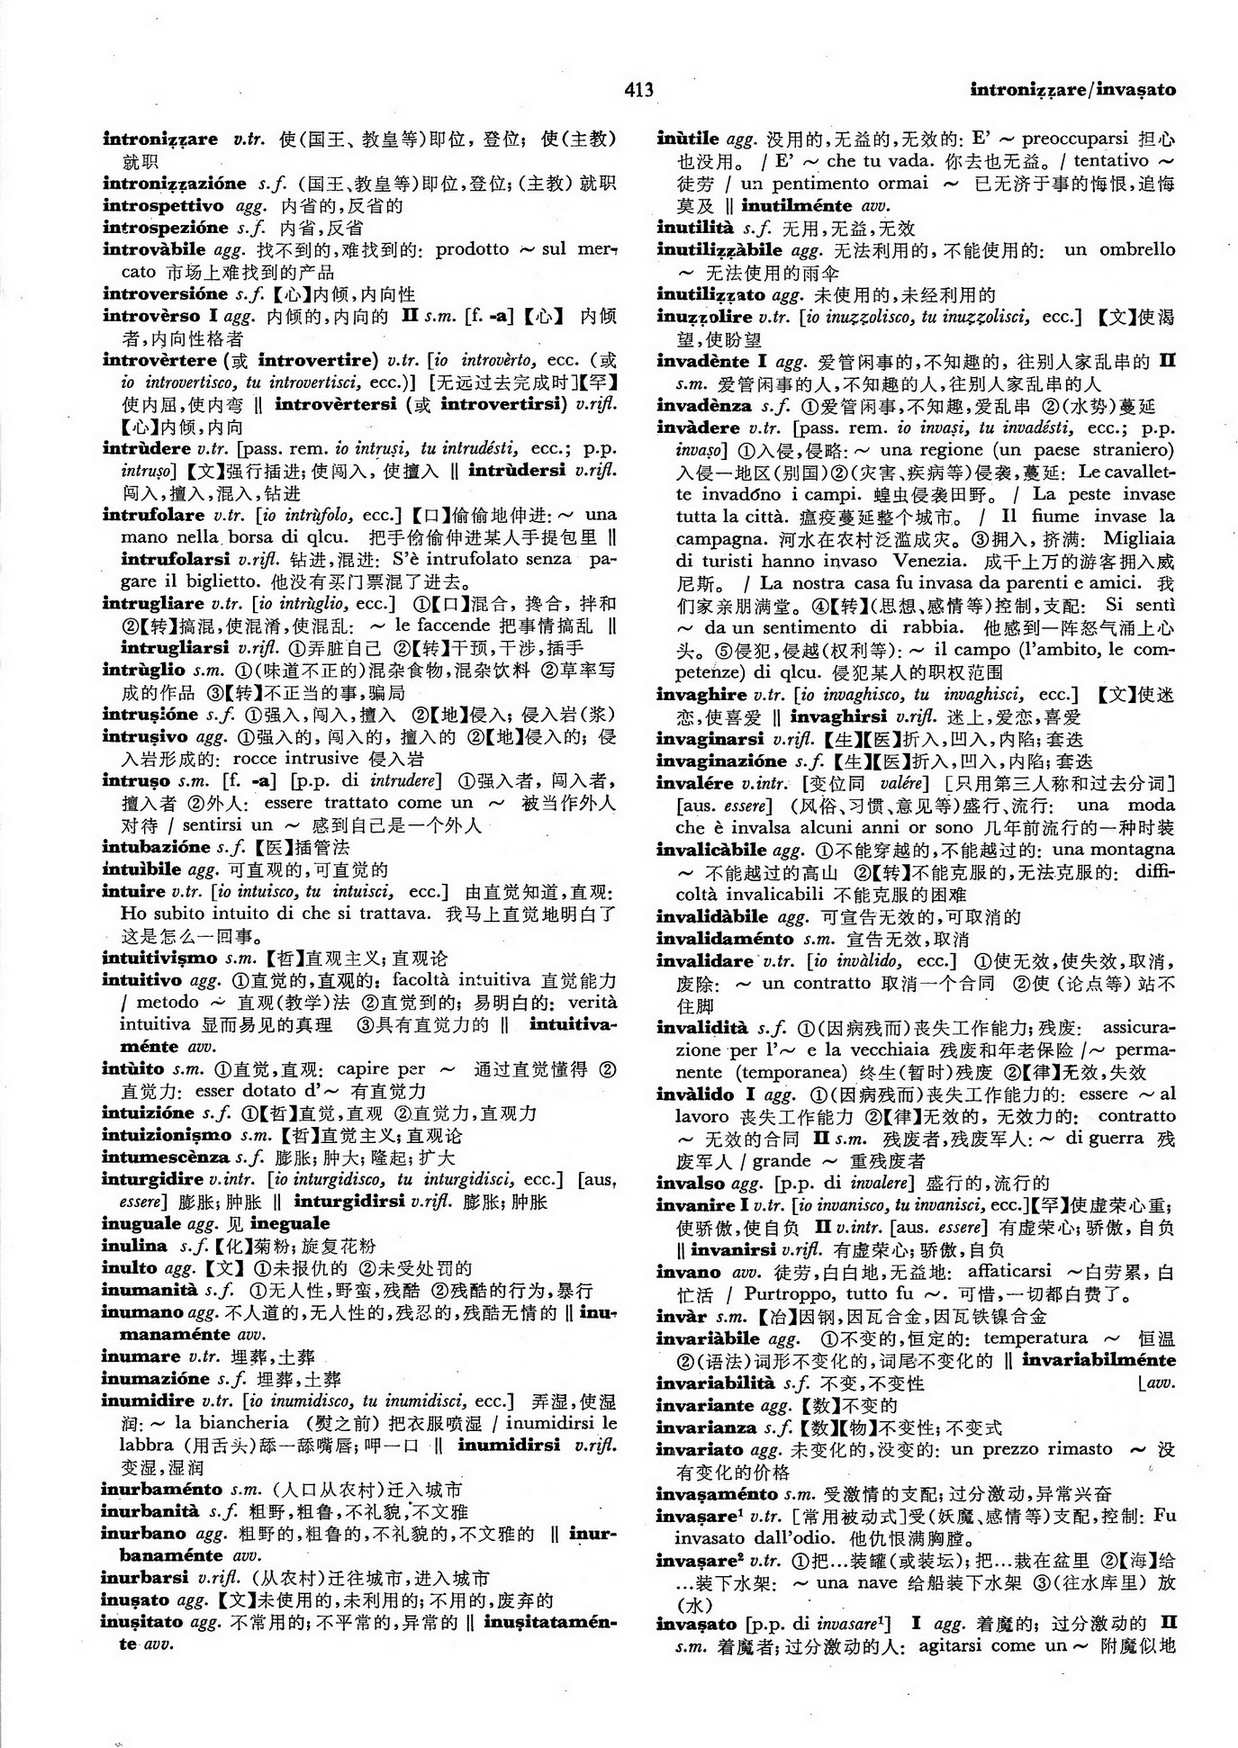 413
introniẓẓare/invaṣato
introniẓẓare v.tr. 使(国王、教皇等)即位，登位；使(主教)
就职
introniẓẓazióne s.f. (国王、教皇等)即位，登位；(主教)就职
introspettivo agg. 内省的，反省的
introspezióne s.f. 内省，反省
introvàbile agg. 找不到的，难找到的： prodotto ~ sul mer-
cato 市场上难找到的产品
introversióne s.f.【心】内倾，内向性
introvèrso I agg. 内倾的，内向的 II s.m. [f. -a]【心】 内倾
者，内向性格者
introvèrtere (或 introvertire) v.tr. [io introvèrto, ecc. (或
io introvertisco, tu introvertisci, ecc.)] [无远过去完成时]【罕】
使内屈，使内弯 ‖ introvèrtersi (或 introvertirsi) v.rifl.
【心】内倾，内向
intrùdere v.tr. [pass. rem. io intruṣi, tu intrudésti, ecc.; p.p.
intruṣo]【文】强行插进；使闯入，使擅入 ‖ intrùdersi v.rifl.
闯入，擅入，混入，钻进
intrufolare v.tr. [io intrùfolo, ecc.]【口】偷偷地伸进：~ una
mano nella borsa di qlcu. 把手偷偷伸进某人手提包里 ‖
intrufolarsi v.rifl. 钻进，混进： S'è intrufolato senza pa-
gare il biglietto. 他没有买门票混了进去。
intrugliare v.tr. [io intrùglio, ecc.] ①【口】混合，搀合，拌和
②【转】搞混，使混淆，使混乱： ~ le faccende 把事情搞乱 ‖
intrugliarsi v.rifl. ①弄脏自己 ②【转】干预，干涉，插手
intrùglio s.m. ①(味道不正的)混杂食物，混杂饮料 ②草率写
成的作品 ③【转】不正当的事，骗局
intruṣióne s.f. ①强入，闯入，擅入 ②【地】侵入；侵入岩(浆)
intruṣivo agg. ①强入的，闯入的，擅入的 ②【地】侵入的；侵
入岩形成的： rocce intrusive 侵入岩
intruṣo s.m. [f. -a] [p.p. di intrudere] ①强入者，闯入者，
擅入者 ②外人： essere trattato come un ~ 被当作外人
对待 / sentirsi un ~ 感到自己是一个外人
intubazióne s.f.【医】插管法
intuìbile agg. 可直观的，可直觉的
intuire v.tr. [io intuisco, tu intuisci, ecc.] 由直觉知道，直观：
Ho subito intuito di che si trattava. 我马上直觉地明白了
这是怎么一回事。
intuitiviṣmo s.m.【哲】直观主义；直观论
intuitivo agg. ①直觉的，直观的： facoltà intuitiva 直觉能力
/ metodo ~ 直观(教学)法 ②直觉到的；易明白的： verità
intuitiva 显而易见的真理 ③具有直觉力的 ‖ intuitiva-
ménte avv.
intùito s.m. ①直觉，直观： capire per ~ 通过直觉懂得 ②
直觉力： esser dotato d'~ 有直觉力
intuizióne s.f. ①【哲】直觉，直观 ②直觉力，直观力
intuizioniṣmo s.m.【哲】直觉主义；直观论
intumescènza s.f. 膨胀；肿大；隆起；扩大
inturgidire v.intr. [io inturgidisco, tu inturgidisci, ecc.] [aus.
essere] 膨胀；肿胀 ‖ inturgidirsi v.rifl. 膨胀；肿胀
inuguale agg. 见 ineguale
inulina s.f.【化】菊粉；旋复花粉
inulto agg.【文】 ①未报仇的 ②未受处罚的
inumanità s.f. ①无人性，野蛮，残酷 ②残酷的行为，暴行
inumano agg. 不人道的，无人性的，残忍的，残酷无情的 ‖ inu-
manaménte avv.
inumare v.tr. 埋葬，土葬
inumazióne s.f. 埋葬，土葬
inumidire v.tr. [io inumidisco, tu inumidisci, ecc.] 弄湿，使湿
润：~ la biancheria (熨之前) 把衣服喷湿 / inumidirsi le
labbra (用舌头)舔一舔嘴唇；呷一口 ‖ inumidirsi v.rifl.
变湿，湿润
inurbaménto s.m. (人口从农村)迁入城市
inurbanità s.f. 粗野，粗鲁，不礼貌，不文雅
inurbano agg. 粗野的，粗鲁的，不礼貌的，不文雅的 ‖ inur-
banaménte avv.
inurbarsi v.rifl. (从农村)迁往城市，进入城市
inuṣato agg.【文】未使用的，未利用的；不用的，废弃的
inuṣitato agg. 不常用的；不平常的，异常的 ‖ inuṣitatamén-
te avv.
inùtile agg. 没用的，无益的，无效的： E' ~ preoccuparsi 担心
也没用。 / E' ~ che tu vada. 你去也无益。/ tentativo ~
徒劳 / un pentimento ormai ~ 已无济于事的悔恨，追悔
莫及 ‖ inutilménte avv.
inutilità s.f. 无用，无益，无效
inutiliẓẓàbile agg. 无法利用的，不能使用的： un ombrello
~ 无法使用的雨伞
inutiliẓẓato agg. 未使用的，未经利用的
inuẓẓolire v.tr. [io inuẓẓolisco, tu inuẓẓolisci, ecc.] 【文】使渴
望，使盼望
invadènte I agg. 爱管闲事的，不知趣的，往别人家乱串的 II
s.m. 爱管闲事的人，不知趣的人，往别人家乱串的人
invadènza s.f. ①爱管闲事，不知趣，爱乱串 ②(水势)蔓延
invàdere v.tr. [pass. rem. io invaṣi, tu invadésti, ecc.; p.p.
invaṣo] ①入侵，侵略：~ una regione (un paese straniero)
入侵一地区(别国)②(灾害、疾病等)侵袭，蔓延： Le cavallet-
te invadóno i campi. 蝗虫侵袭田野。 / La peste invase
tutta la città. 瘟疫蔓延整个城市。 / Il fiume invase la
campagna. 河水在农村泛滥成灾。③拥入，挤满： Migliaia
di turisti hanno invaso Venezia. 成千上万的游客拥入威
尼斯。 / La nostra casa fu invasa da parenti e amici. 我
们家亲朋满堂。④【转】(思想、感情等)控制，支配： Si sentì
~ da un sentimento di rabbia. 他感到一阵怒气涌上心
头。⑤侵犯，侵越(权利等)：~ il campo (l'ambito, le com-
petenze) di qlcu. 侵犯某人的职权范围
invaghire v.tr. [io invaghisco, tu invaghisci, ecc.] 【文】使迷
恋，使喜爱 ‖ invaghirsi v.rifl. 迷上，爱恋，喜爱
invaginarsi v.rifl.【生】【医】折入，凹入，内陷；套迭
invaginazióne s.f.【生】【医】折入，凹入，内陷；套迭
invalére v.intr. [变位同 valére] [只用第三人称和过去分词]
[aus. essere] (风俗、习惯、意见等)盛行、流行： una moda
che è invalsa alcuni anni or sono 几年前流行的一种时装
invalicàbile agg. ①不能穿越的，不能越过的： una montagna
~ 不能越过的高山 ②【转】不能克服的，无法克服的： diffi-
coltà invalicabili 不能克服的困难
invalidàbile agg. 可宣告无效的，可取消的
invalidaménto s.m. 宣告无效，取消
invalidare v.tr. [io invàlido, ecc.] ①使无效，使失效，取消，
废除： ~ un contratto 取消一个合同 ②使 (论点等) 站不
住脚
invalidità s.f. ①(因病残而)丧失工作能力；残废： assicura-
zione per l'~ e la vecchiaia 残废和年老保险 /~ perma-
nente (temporanea) 终生(暂时)残废 ②【律】无效，失效
invàlido I agg. ①(因病残而)丧失工作能力的： essere ~ al
lavoro 丧失工作能力 ②【律】无效的，无效力的： contratto
~ 无效的合同 II s.m. 残废者，残废军人：~ di guerra 残
废军人 / grande ~ 重残废者
invalso agg. [p.p. di invalere] 盛行的，流行的
invanire I v.tr. [io invanisco, tu invanisci, ecc.]【罕】使虚荣心重；
使骄傲，使自负 II v.intr. [aus. essere] 有虚荣心；骄傲，自负
‖ invanirsi v.rifl. 有虚荣心；骄傲，自负
invano avv. 徒劳，白白地，无益地： affaticarsi ~白劳累，白
忙活 / Purtroppo, tutto fu ~. 可惜，一切都白费了。
invàr s.m.【冶】因钢，因瓦合金，因瓦铁镍合金
invariàbile agg. ①不变的，恒定的： temperatura ~ 恒温
②(语法)词形不变化的，词尾不变化的 ‖ invariabilménte
invariabilità s.f. 不变，不变性 ⌊avv.
invariante agg.【数】不变的
invarianza s.f.【数】【物】不变性；不变式
invariato agg. 未变化的，没变的： un prezzo rimasto ~ 没
有变化的价格
invaṣaménto s.m. 受激情的支配；过分激动，异常兴奋
invaṣare¹ v.tr. [常用被动式]受(妖魔、感情等)支配，控制： Fu
invasato dall'odio. 他仇恨满胸膛。
invaṣare² v.tr. ①把…装罐(或装坛)；把…栽在盆里 ②【海】给
…装下水架： ~ una nave 给船装下水架 ③(往水库里) 放
(水)
invaṣato [p.p. di invasare¹] I agg. 着魔的；过分激动的 II
s.m. 着魔者；过分激动的人： agitarsi come un ~ 附魔似地